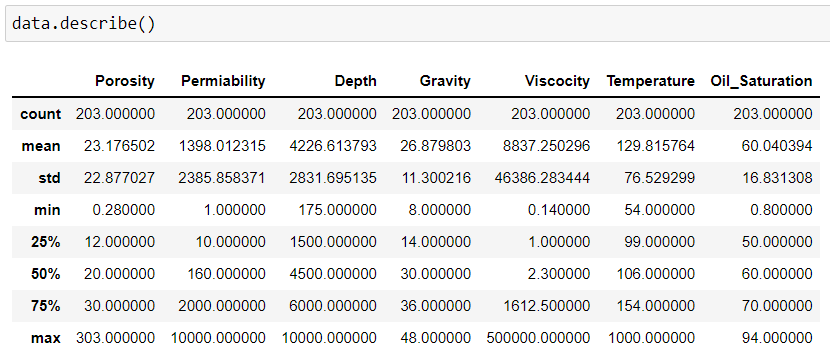 data.describe()
Porosity Permiability Depth Gravity Viscocity Temperature Oil_Saturation
count 203.000000 203.000000 203.000000 203.000000 203.000000 203.000000 203.000000
mean 23.176502 1398.012315 4226.613793 26.879803 8837.250296 129.815764 60.040394
std 22.877027 2385.858371 2831.695135 11.300216 46386.283444 76.529299 16.831308
min 0.280000 1.000000 175.000000 8.000000 0.140000 54.000000 0.800000
25% 12.000000 10.000000 1500.000000 14.000000 1.000000 99.000000 50.000000
50% 20.000000 160.000000 4500.000000 30.000000 2.300000 106.000000 60.000000
75% 30.000000 2000.000000 6000.000000 36.000000 1612.500000 154.000000 70.000000
max 303.000000 10000.000000 10000.000000 48.000000 500000.000000 1000.000000 94.000000